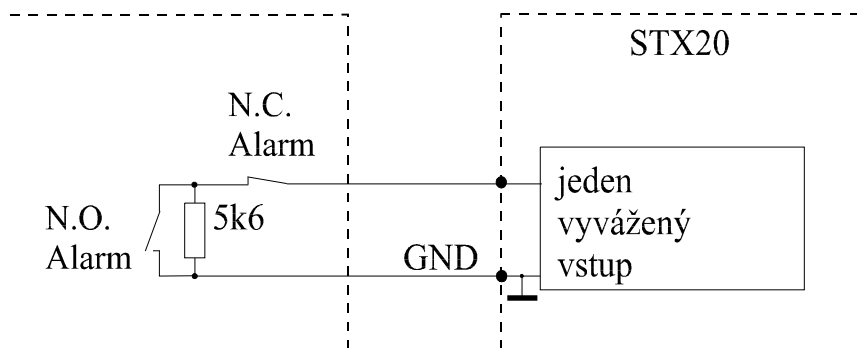 STX20
N.C.
Alarm
jeden
vyvážený
vstup
N.O.
Alarm
5k6
GND